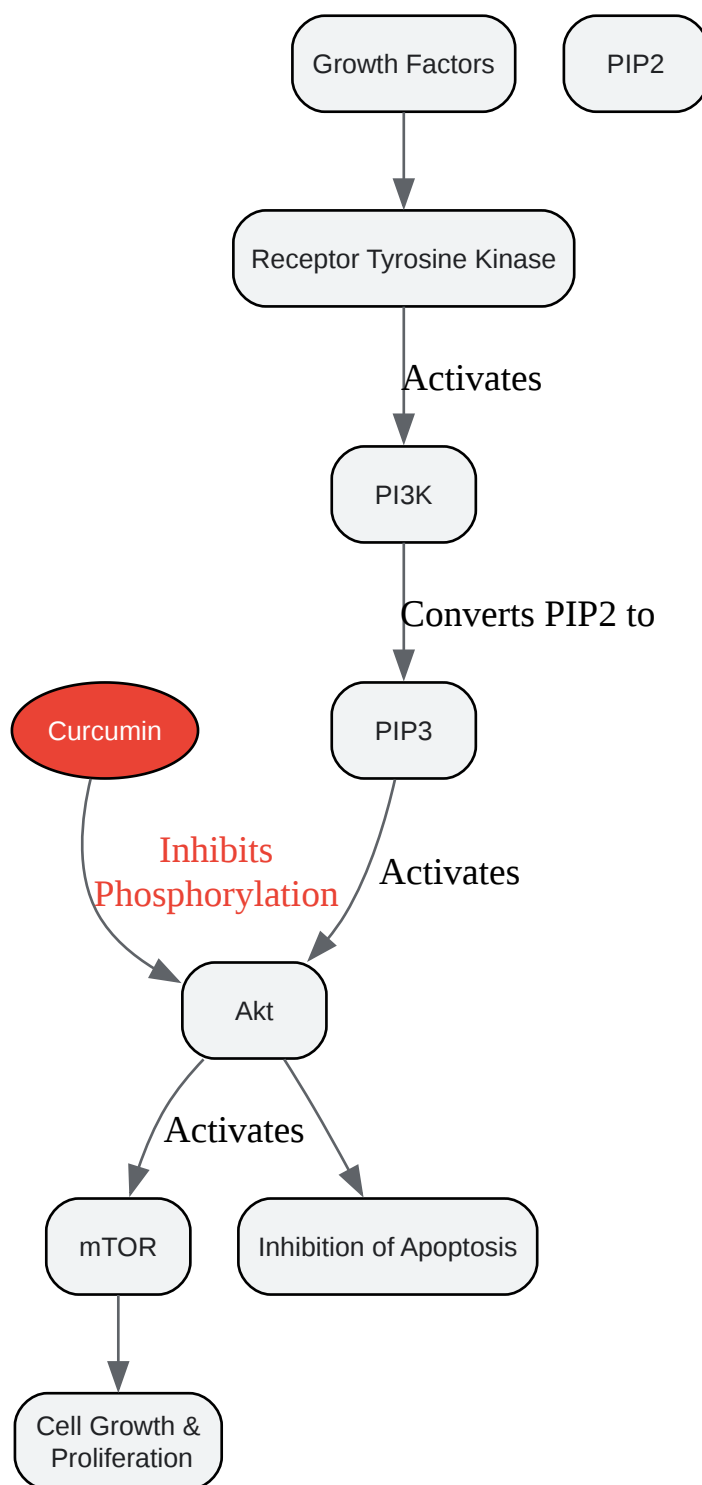 Growth Factors
PIP2
Receptor Tyrosine Kinase
Activates
PI3K
Converts PIP2 to
Curcumin
PIP3
Inhibits
Phosphorylation
Activates
Akt
Activates
mTOR
Inhibition of Apoptosis
Cell Growth &
Proliferation